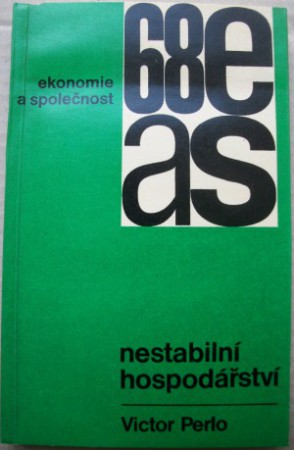 68e
as
ekonomie
a společnost
nestabilní
hospodářství
Victor Perlo